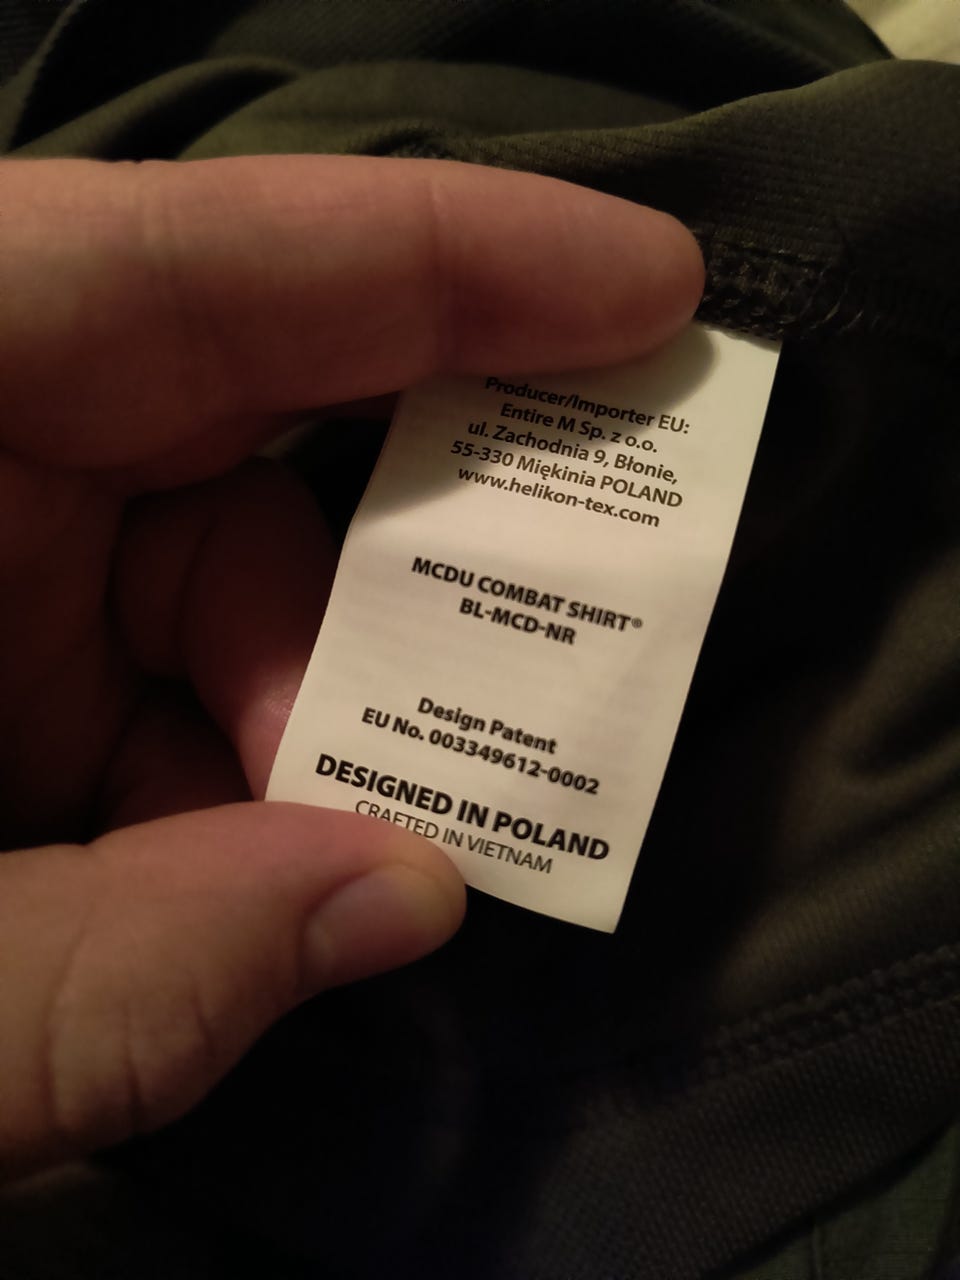 Producer/Importer EU:
Entire M Sp. z o.o.
ul. Zachodnia 9, Błonie,
55-330 Miękinia POLAND
www.helikon-tex.com
MCDU COMBAT SHIRT®
BL-MCD-NR
Design Patent
EU No. 003349612-0002
DESIGNED IN POLAND
CRAFTED IN VIETNAM